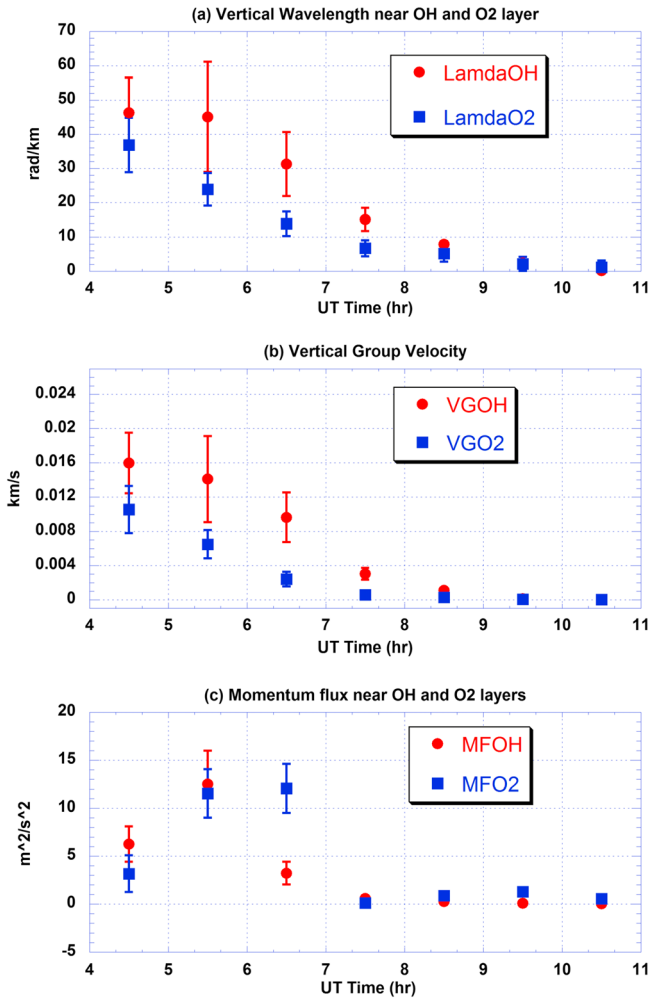 (a) Vertical Wavelength near OH and O2 layer
70
60
50
40
30
20
10
0
rad/km
LamdaOH
LamdaO2
4 5 6 7 8 9 10 11
UT Time (hr)
(b) Vertical Group Velocity
0.024
0.02
0.016
0.012
0.008
0.004
0
km/s
VGOH
VGO2
4 5 6 7 8 9 10 11
UT Time (hr)
(c) Momentum flux near OH and O2 layers
20
15
10
5
0
-5
m^2/s^2
MFOH
MFO2
4 5 6 7 8 9 10 11
UT Time (hr)